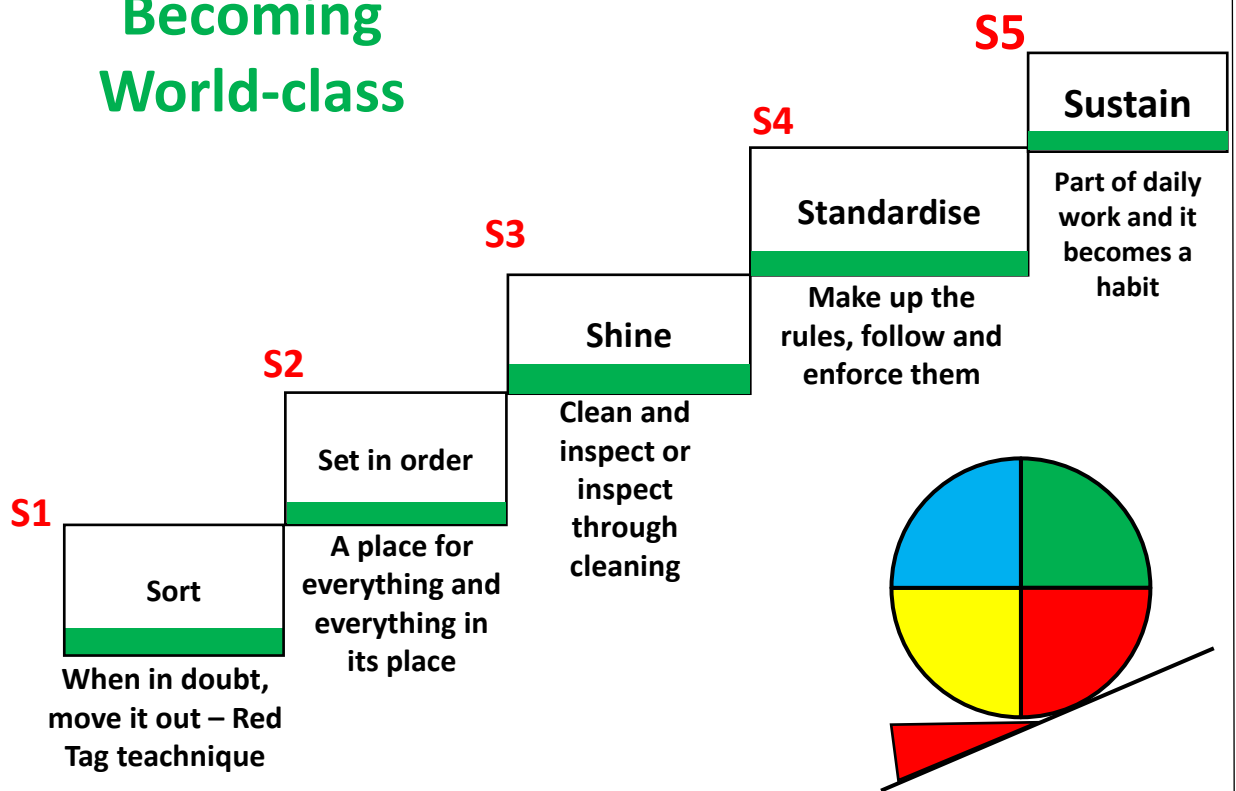 Becoming
World-class
S1
Sort
When in doubt,
move it out – Red
Tag teachnique
S2
Set in order
A place for
everything and
everything in
its place
S3
Shine
Clean and
inspect or
inspect
through
cleaning
S4
Standardise
Make up the
rules, follow and
enforce them
S5
Sustain
Part of daily
work and it
becomes a
habit